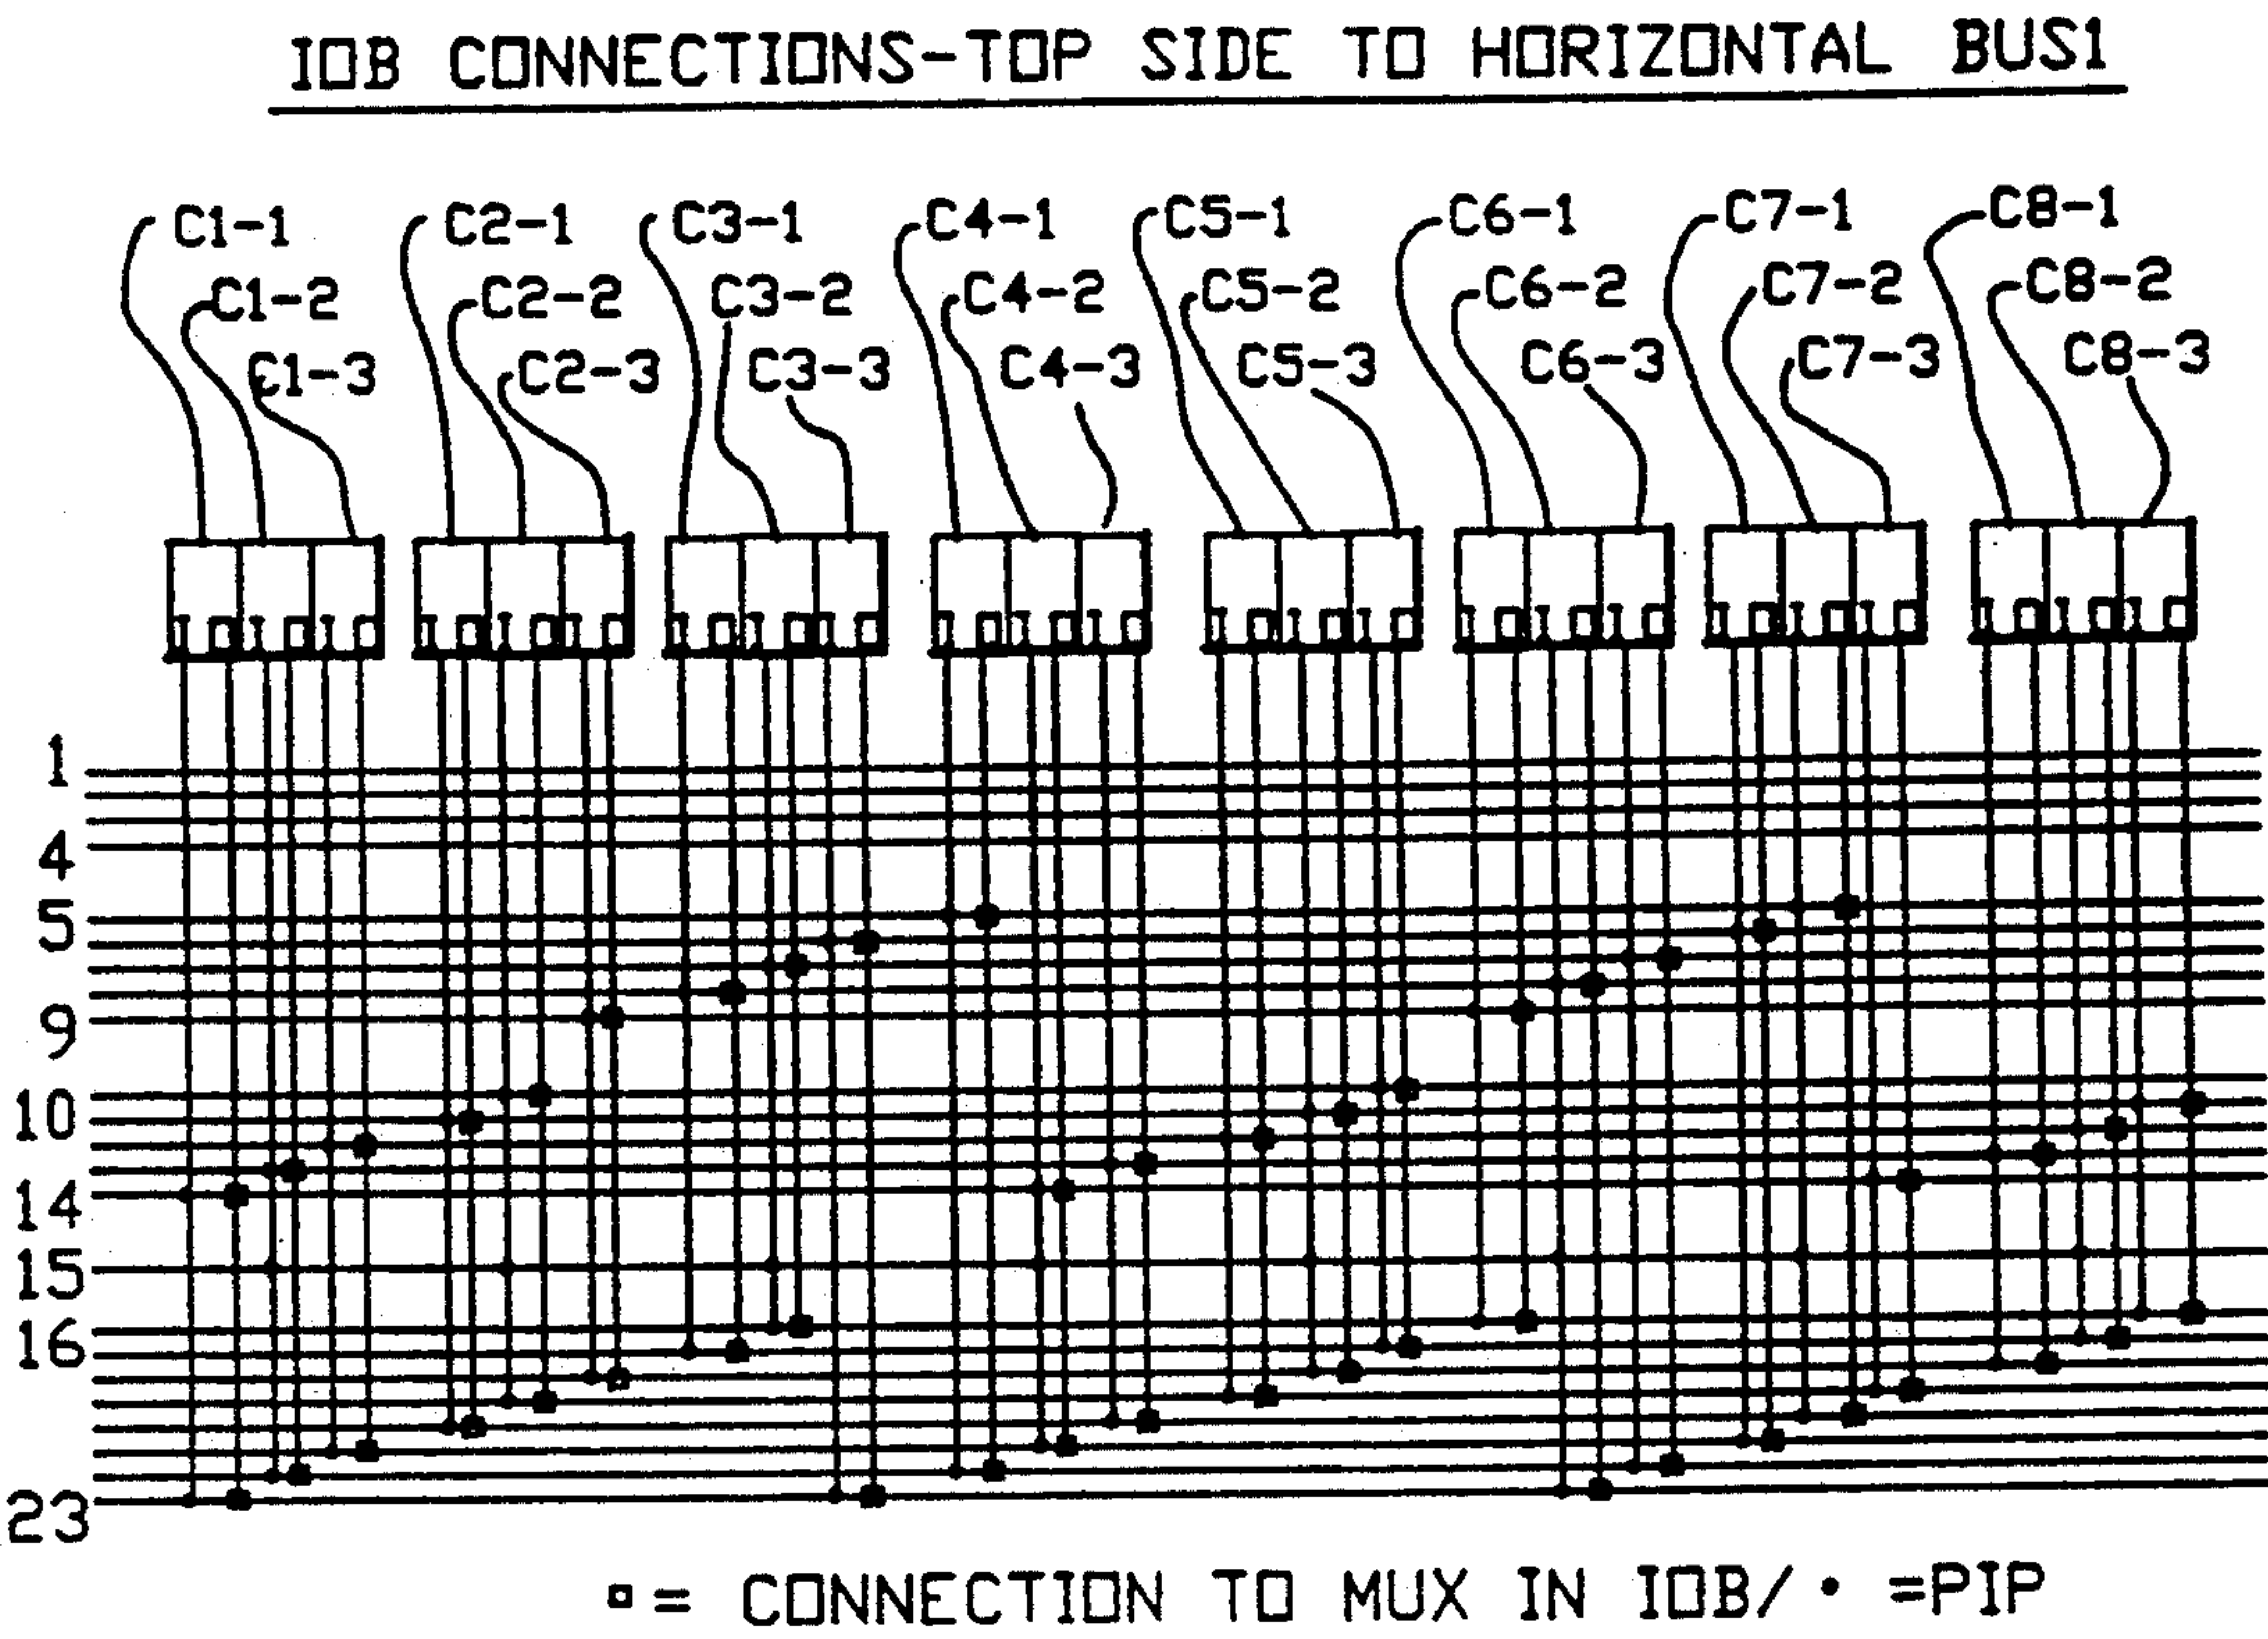 IOB CONNECTIONS-TOP SIDE TO HORIZONTAL BUS1
C1-1 C2-1 C3-1 C4-1 C5-1 C6-1 C7-1 C8-1
C1-2 C2-2 C3-2 C4-2 C5-2 C6-2 C7-2 C8-2
C1-3 C2-3 C3-3 C4-3 C5-3 C6-3 C7-3 C8-3
I O I O I O I O I O I O I O I O I O I O I O I O I O I O I O I O I O I O I O I O I O I O I O I O
1
4
5
9
10
14
15
16
23
▫= CONNECTION TO MUX IN IOB/ • =PIP